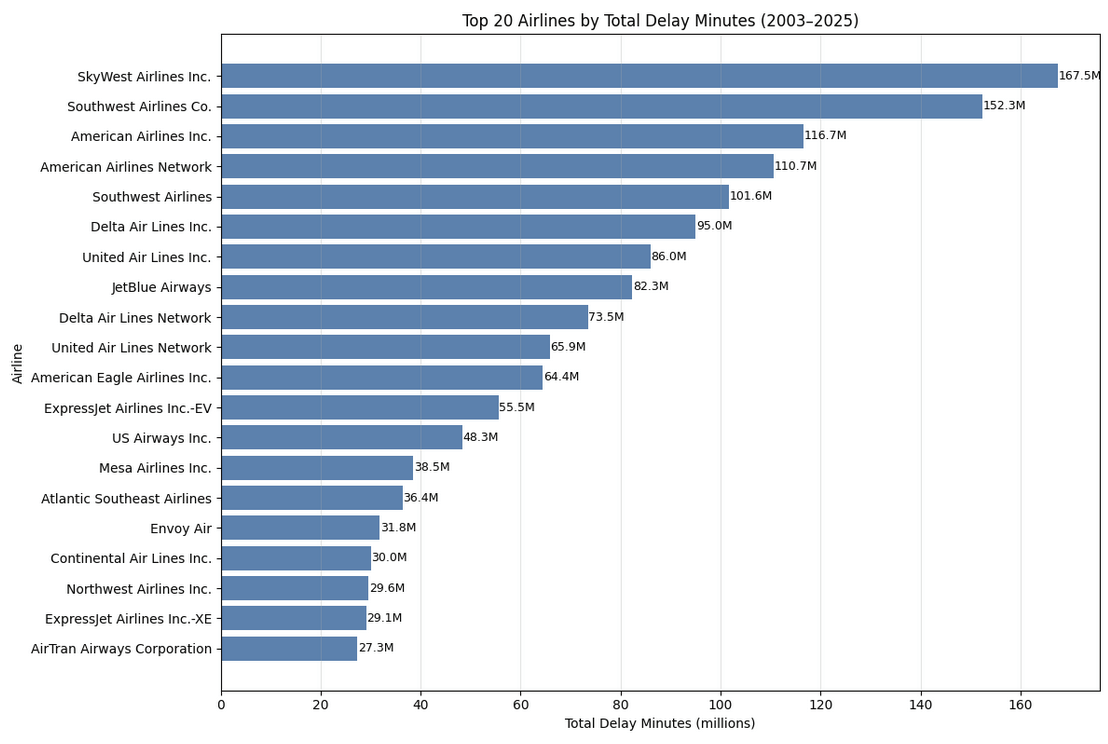 Top 20 Airlines by Total Delay Minutes (2003–2025)
Airline
SkyWest Airlines Inc. 167.5M
Southwest Airlines Co. 152.3M
American Airlines Inc. 116.7M
American Airlines Network 110.7M
Southwest Airlines 101.6M
Delta Air Lines Inc. 95.0M
United Air Lines Inc. 86.0M
JetBlue Airways 82.3M
Delta Air Lines Network 73.5M
United Air Lines Network 65.9M
American Eagle Airlines Inc. 64.4M
ExpressJet Airlines Inc.-EV 55.5M
US Airways Inc. 48.3M
Mesa Airlines Inc. 38.5M
Atlantic Southeast Airlines 36.4M
Envoy Air 31.8M
Continental Air Lines Inc. 30.0M
Northwest Airlines Inc. 29.6M
ExpressJet Airlines Inc.-XE 29.1M
AirTran Airways Corporation 27.3M
0 20 40 60 80 100 120 140 160
Total Delay Minutes (millions)